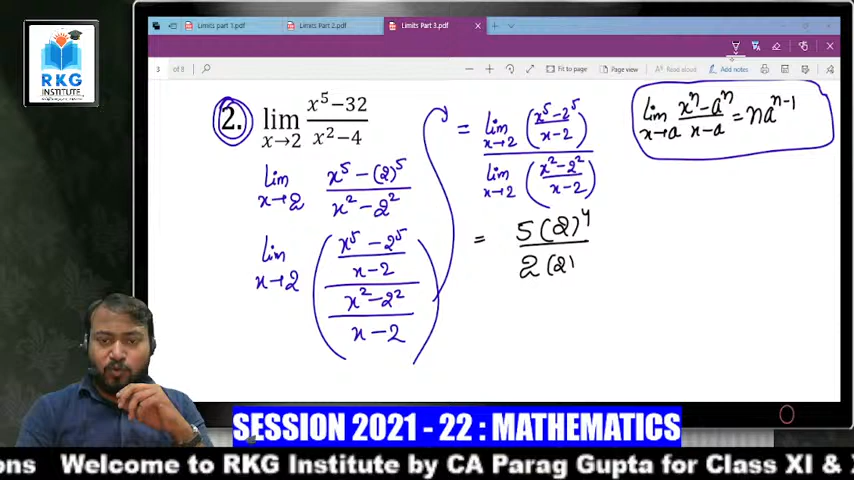 Limits part 1.pdf
Limits Part 2.pdf
Limits Part 3.pdf
3 of 8
Fit to page
Page view
Add notes
RKG
INSTITUTE
2. lim x→2 (x⁵−32)/(x²−4)
lim x→2 (x⁵ − (2)⁵)/(x² − 2²)
lim x→2 (((x⁵ − 2⁵)/(x − 2))/((x² − 2²)/(x − 2)))
= lim x→2 ((x⁵−2⁵)/(x−2)) / lim x→2 ((x²−2²)/(x−2))
= 5(2)⁴ / 2(2)
lim x→a (xⁿ−aⁿ)/(x−a) = naⁿ⁻¹
SESSION 2021 - 22 : MATHEMATICS
ons Welcome to RKG Institute by CA Parag Gupta for Class XI &